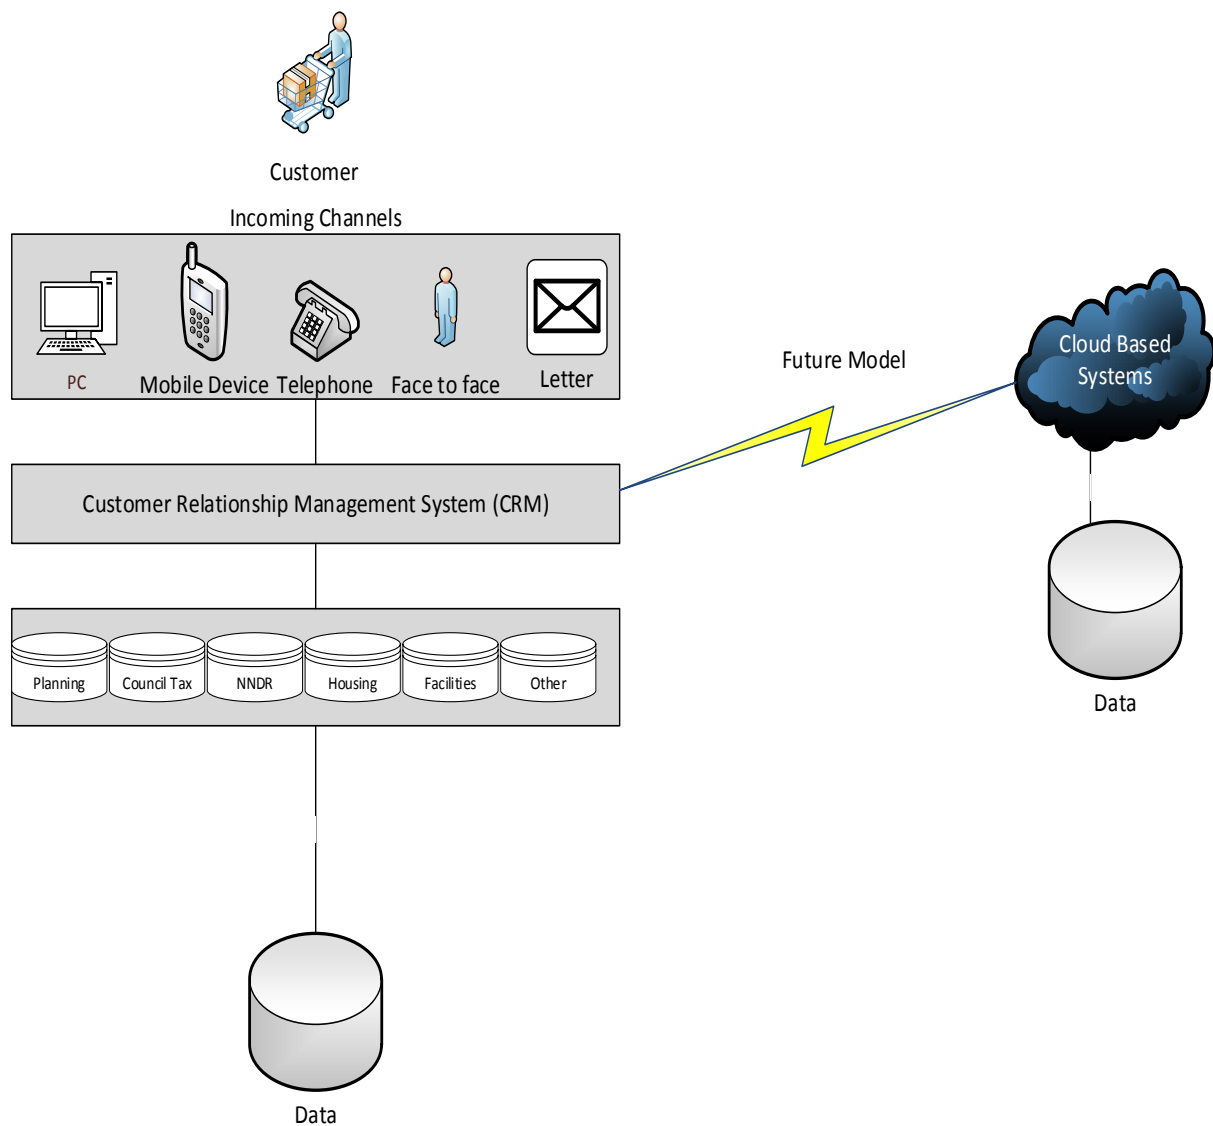 Customer
Incoming Channels
PC
Mobile Device
Telephone
Face to face
Letter
Future Model
Cloud Based
Systems
Customer Relationship Management System (CRM)
Planning
Council Tax
NNDR
Housing
Facilities
Other
Data
Data